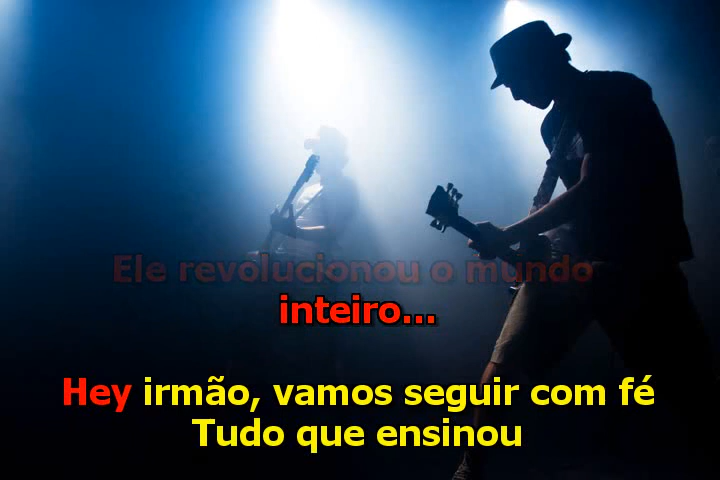 Ele revolucionou o mundo
inteiro...
Hey irmão, vamos seguir com fé
Tudo que ensinou